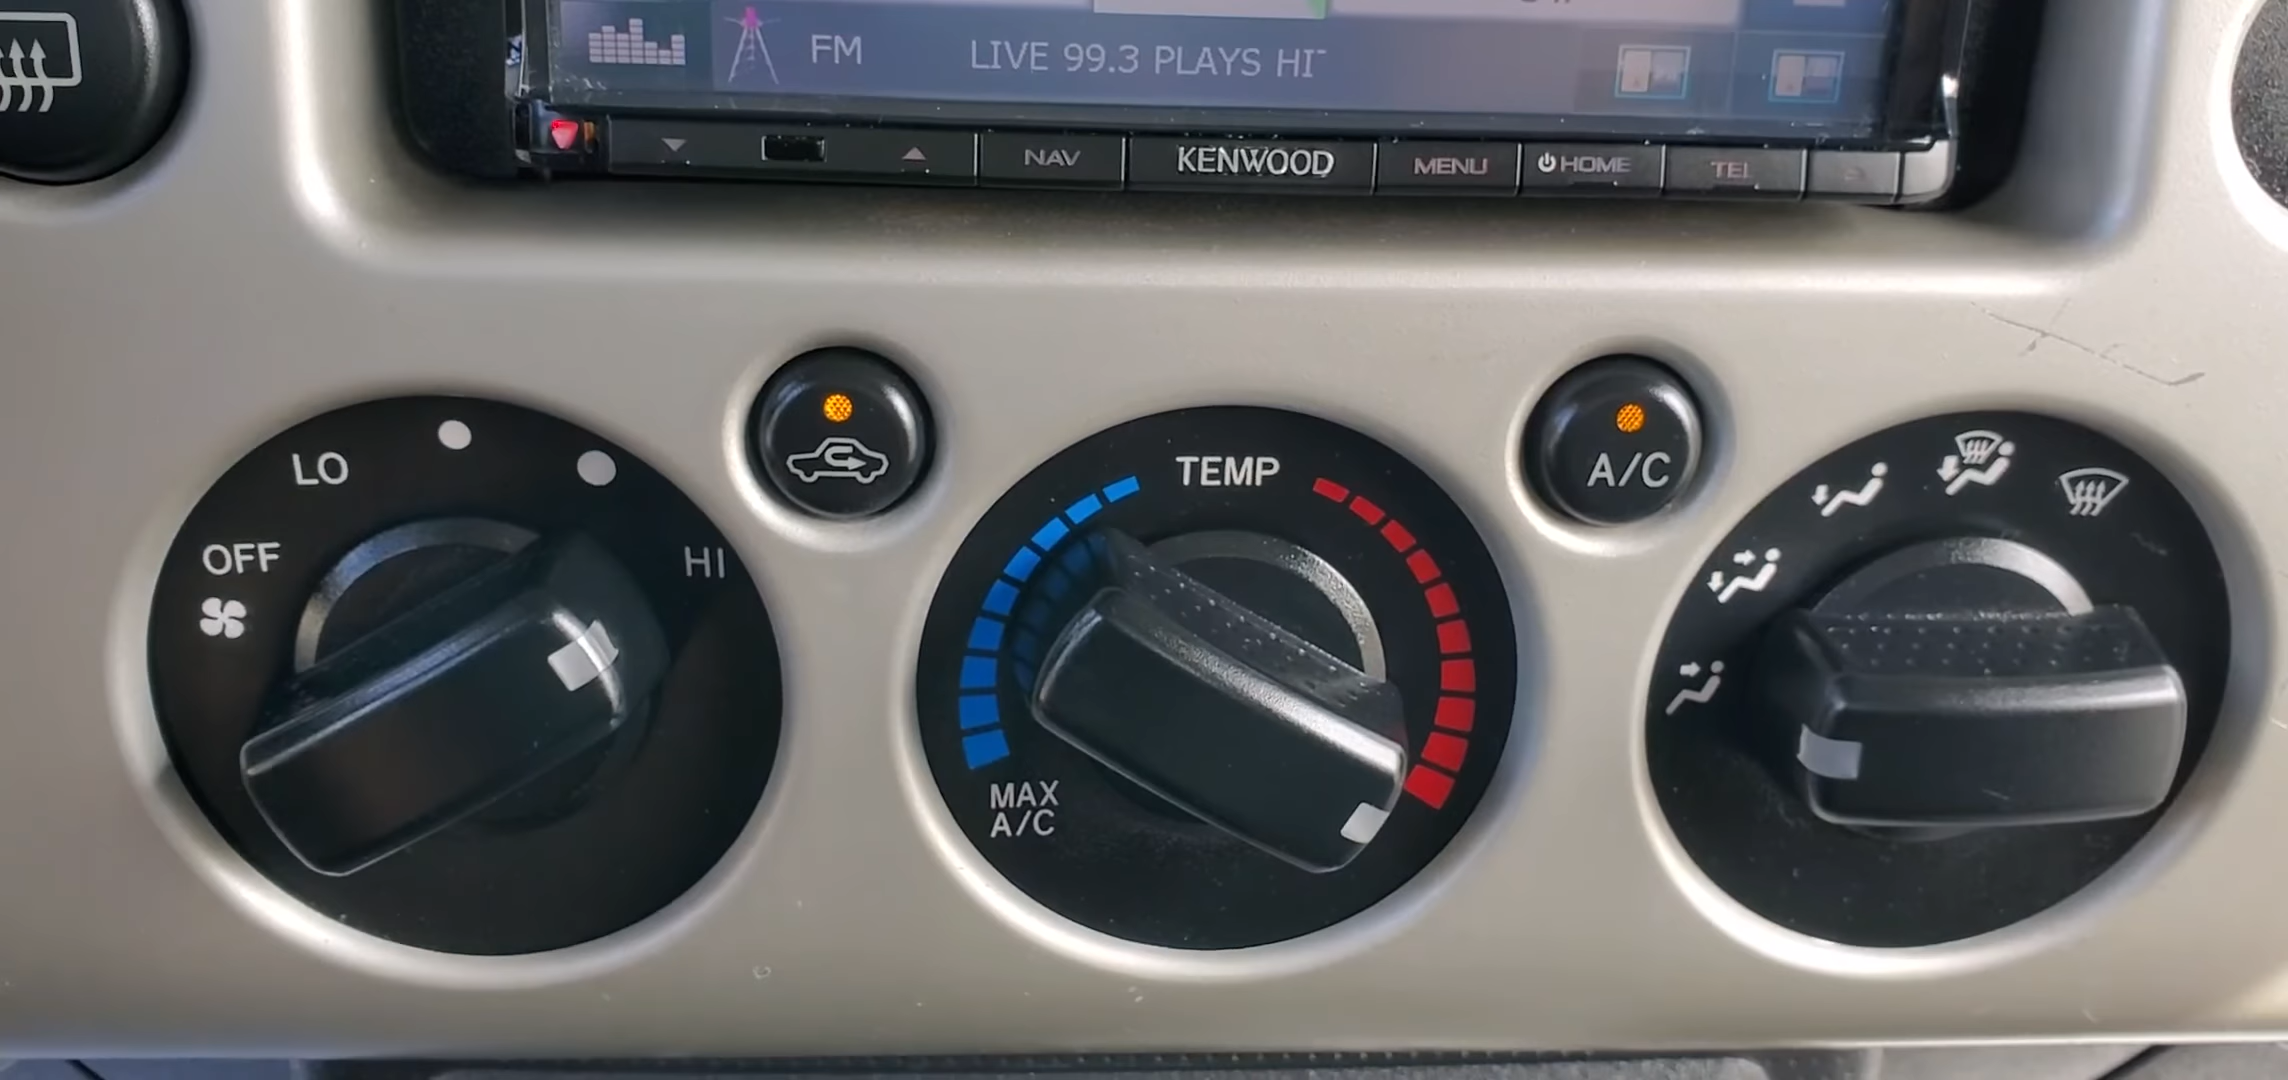 FM
LIVE 99.3 PLAYS HI
NAV
KENWOOD
MENU
HOME
TEL
LO
OFF
HI
TEMP
MAX
A/C
A/C